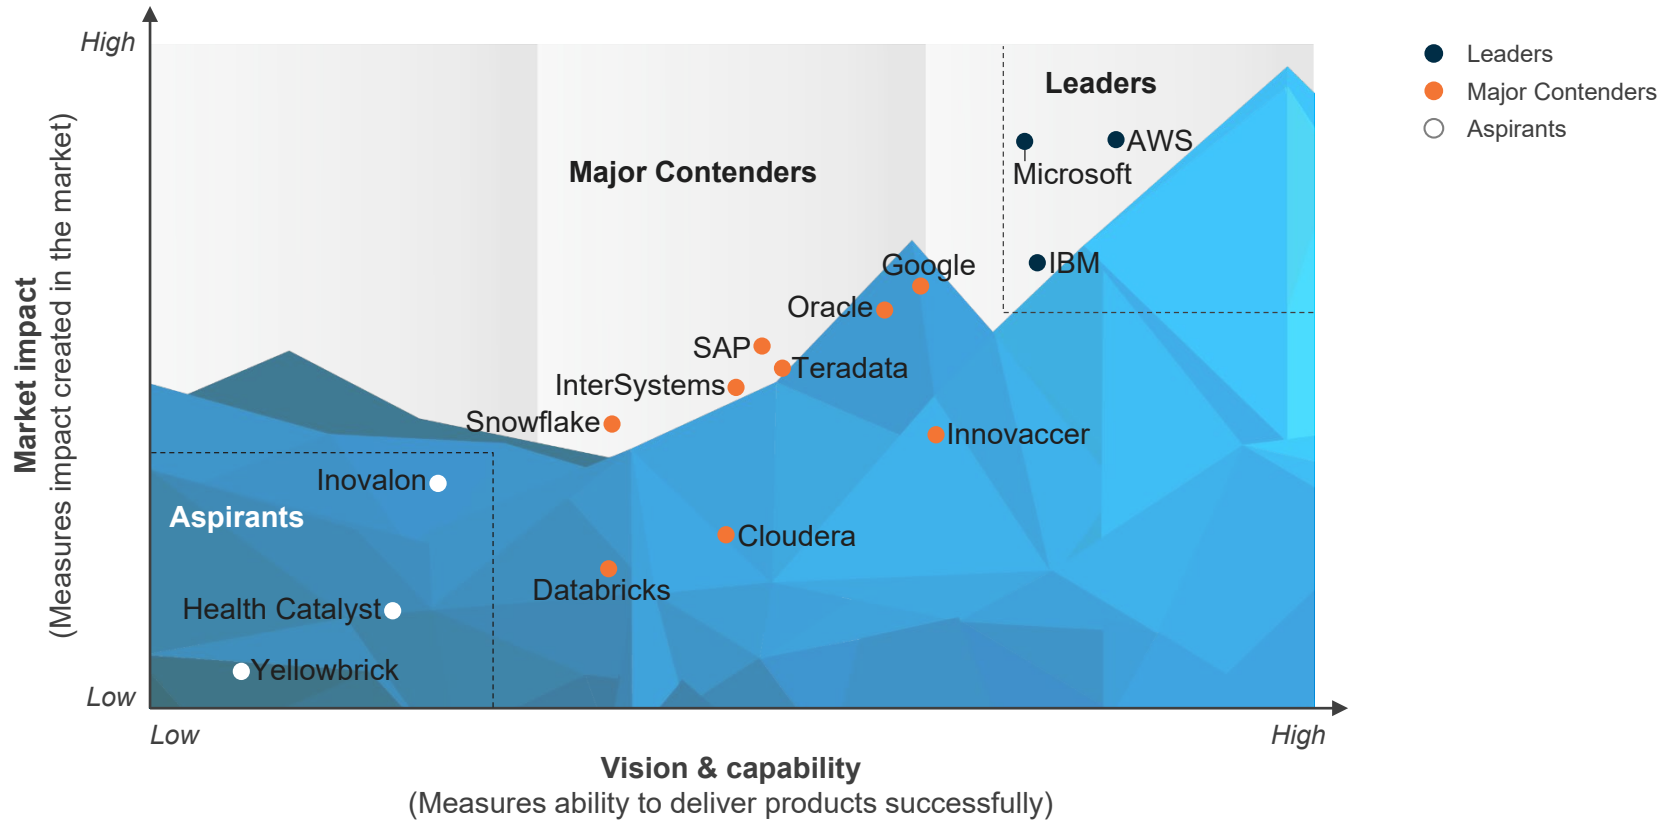 High
Leaders
Leaders
Major Contenders
Aspirants
AWS
Microsoft
Major Contenders
IBM
Google
Oracle
SAP
Teradata
InterSystems
Snowflake
Innovaccer
Inovalon
Aspirants
Cloudera
Databricks
Health Catalyst
Yellowbrick
Market impact
(Measures impact created in the market)
Low
Low
High
Vision & capability
(Measures ability to deliver products successfully)